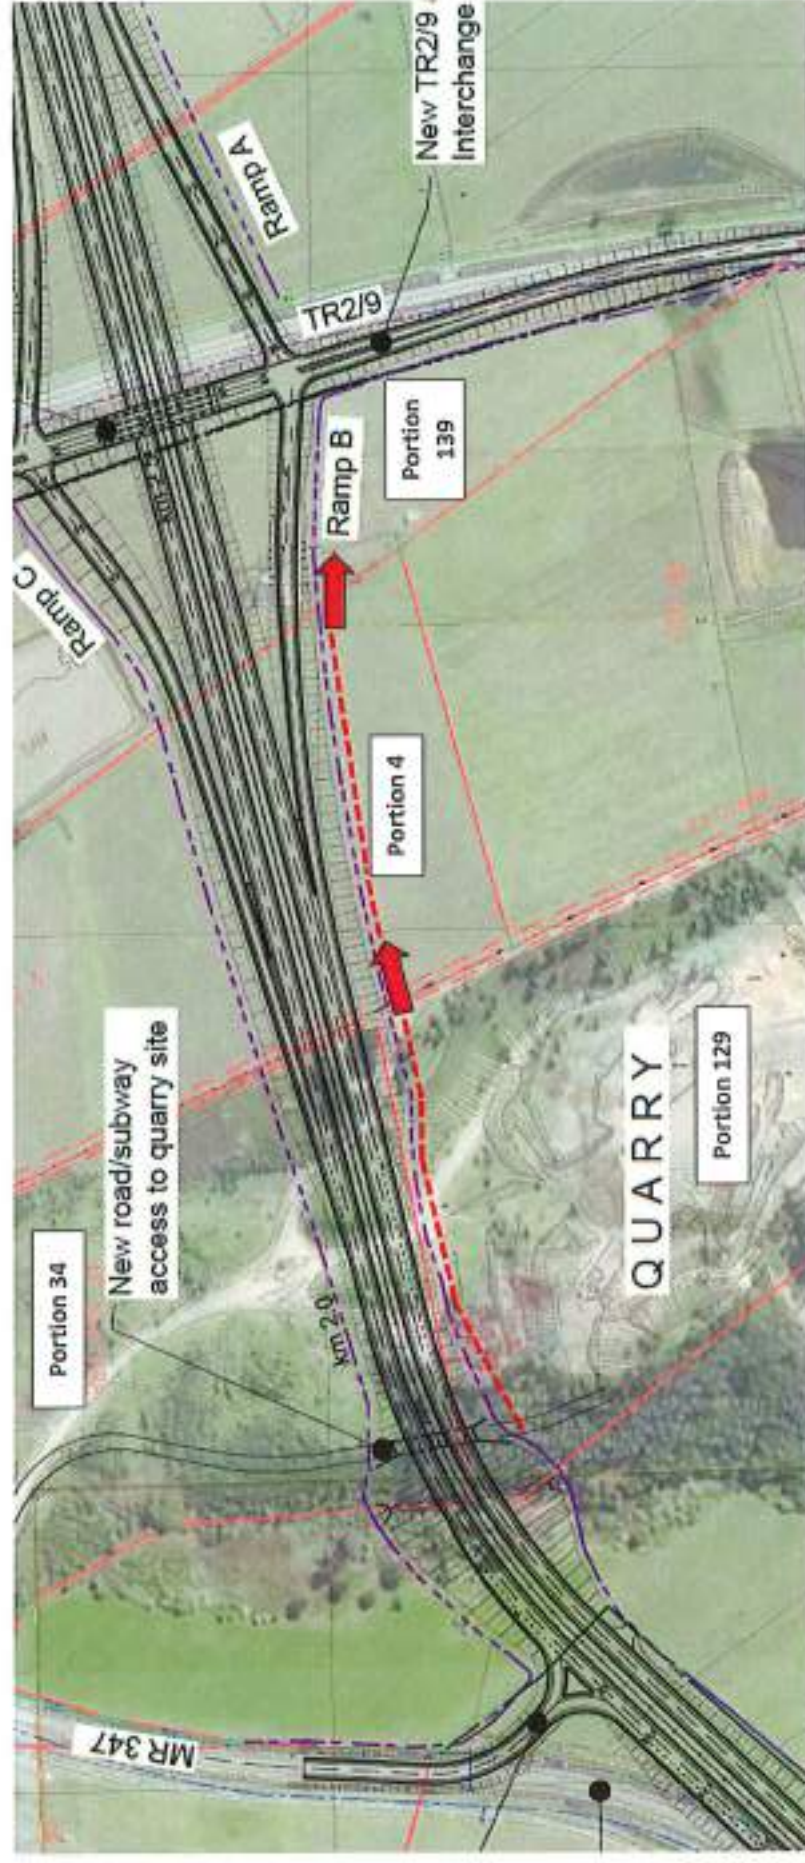 New TR2/9
Interchange
Ramp A
TR2/9
Portion
139
Ramp B
Ramp C
Portion 4
New road/subway
access to quarry site
Portion 34
km 2.0
QUARRY
Portion 129
MR 347